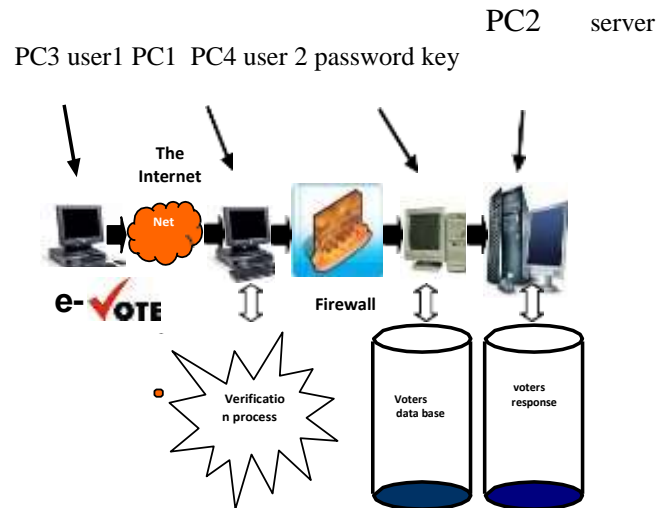 PC2 server
PC3 user1 PC1 PC4 user 2 password key
The
Internet
Net
e-VOTE
Firewall
Verificatio
n process
Voters
data base
voters
response